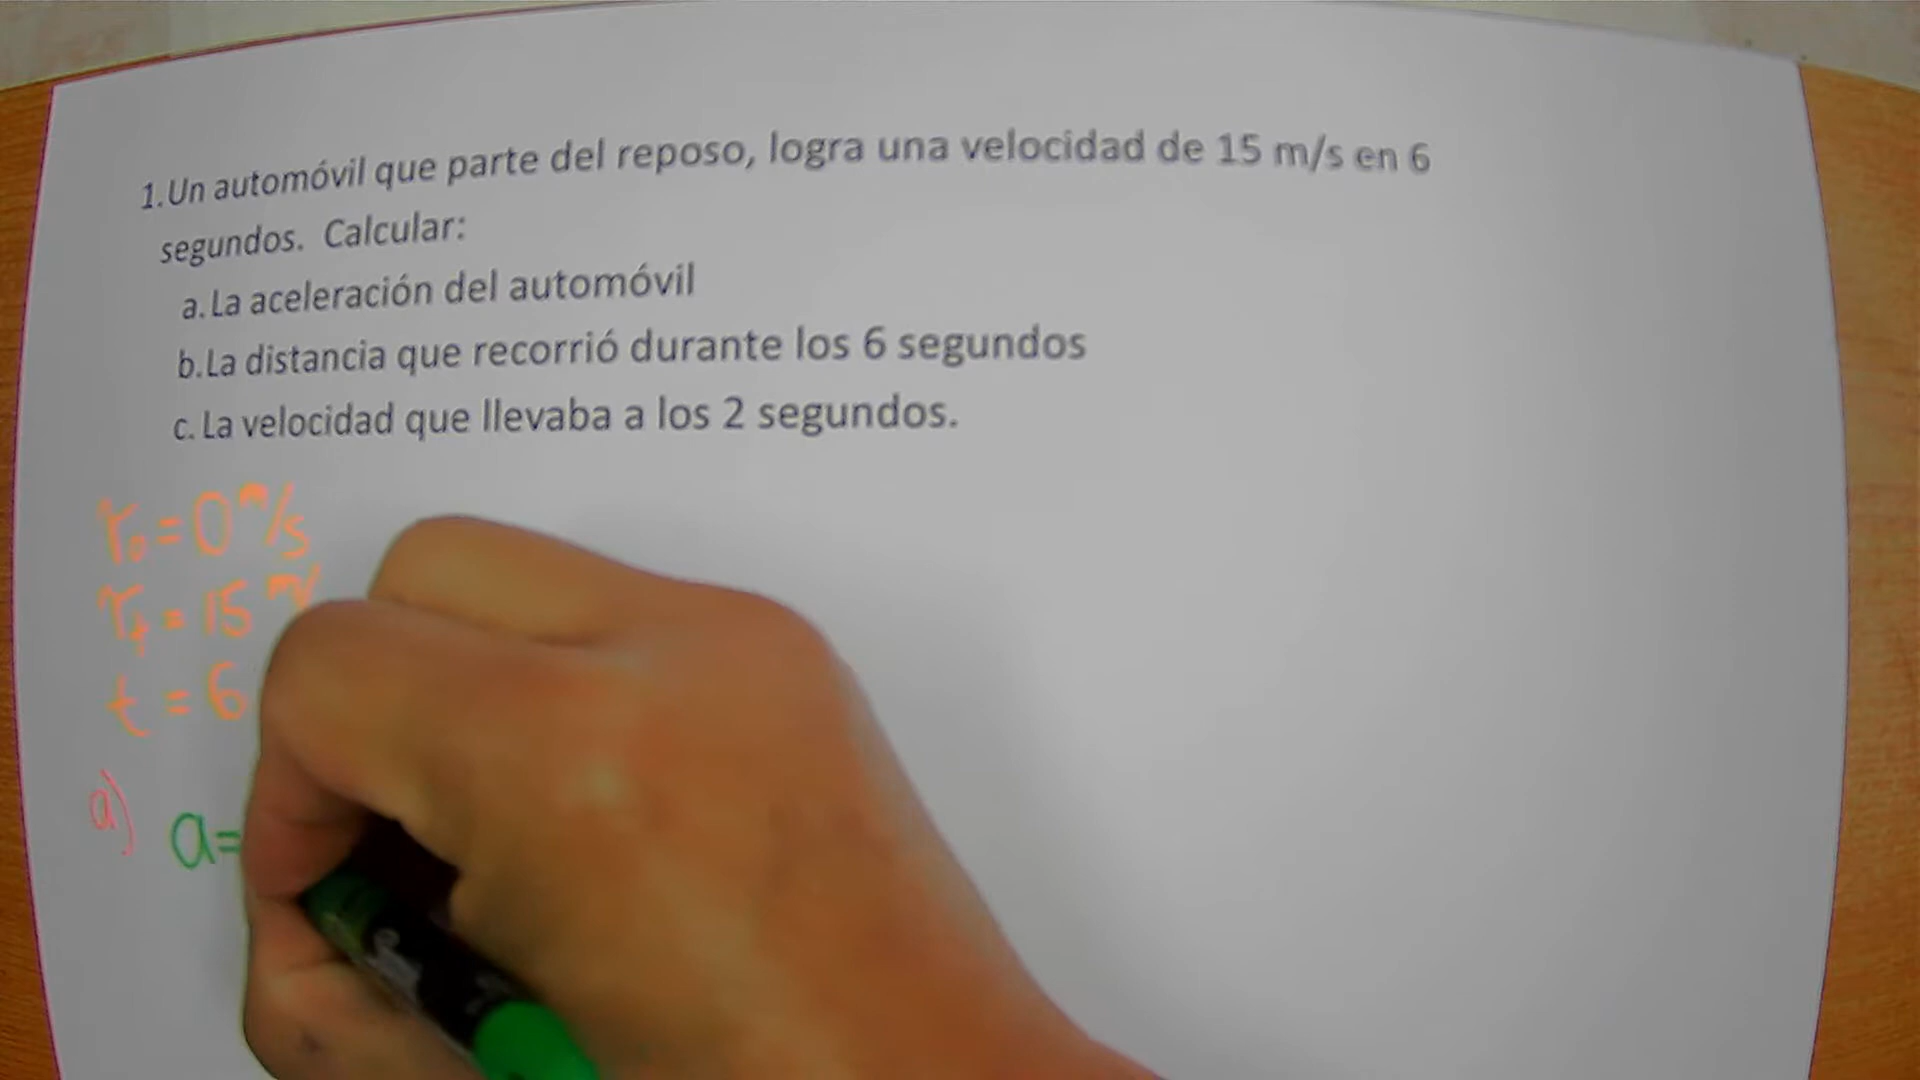 1. Un automóvil que parte del reposo, logra una velocidad de 15 m/s en 6
segundos. Calcular:
a. La aceleración del automóvil
b. La distancia que recorrió durante los 6 segundos
c. La velocidad que llevaba a los 2 segundos.
v₀ = 0 m/s
v_f = 15 m/
t = 6
a) a=